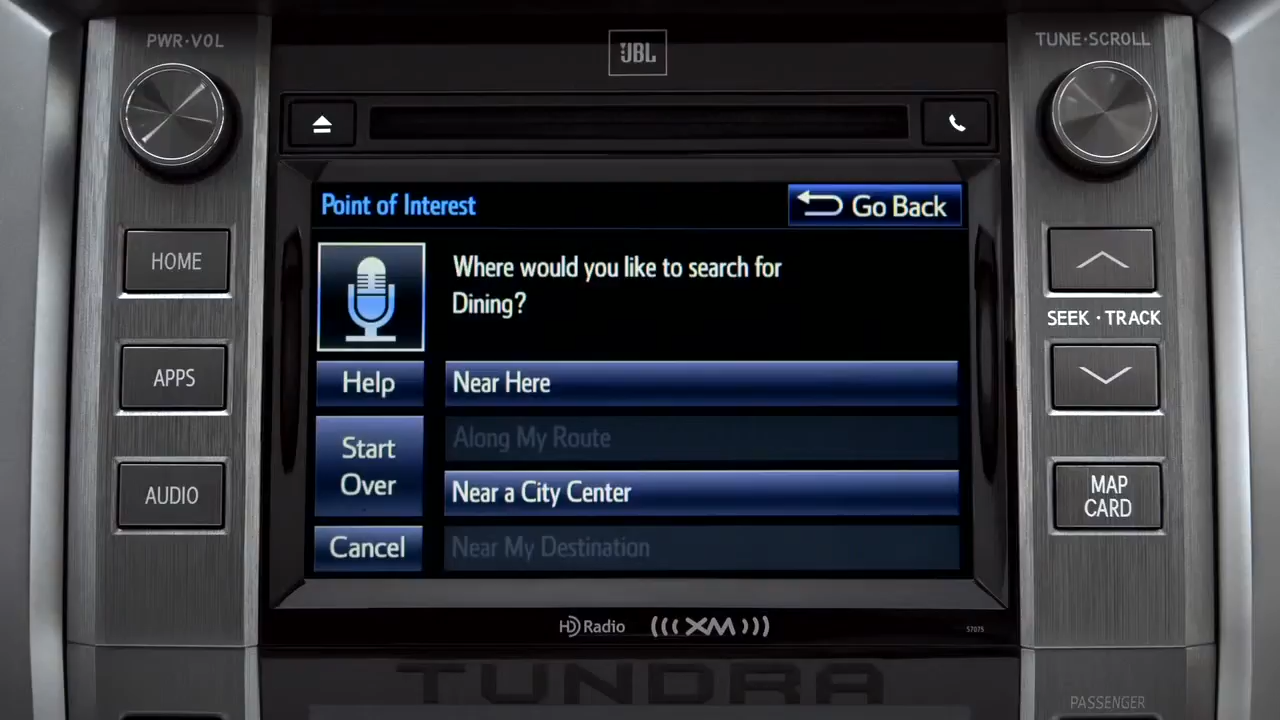 PWR·VOL
JBL
TUNE·SCROLL
Point of Interest
Go Back
HOME
Where would you like to search for
Dining?
SEEK · TRACK
Help
Near Here
APPS
Along My Route
Start
Over
Near a City Center
AUDIO
MAP
CARD
Cancel
Near My Destination
HD Radio
XM
57075
TUNDRA
PASSENGER